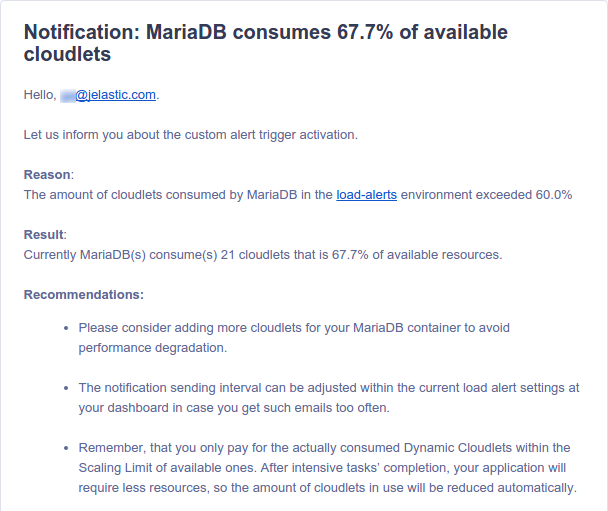 Notification: MariaDB consumes 67.7% of available
cloudlets
Hello, @jelastic.com.
Let us inform you about the custom alert trigger activation.
Reason:
The amount of cloudlets consumed by MariaDB in the load-alerts environment exceeded 60.0%
Result:
Currently MariaDB(s) consume(s) 21 cloudlets that is 67.7% of available resources.
Recommendations:
• Please consider adding more cloudlets for your MariaDB container to avoid
performance degradation.
• The notification sending interval can be adjusted within the current load alert settings at
your dashboard in case you get such emails too often.
• Remember, that you only pay for the actually consumed Dynamic Cloudlets within the
Scaling Limit of available ones. After intensive tasks' completion, your application will
require less resources, so the amount of cloudlets in use will be reduced automatically.